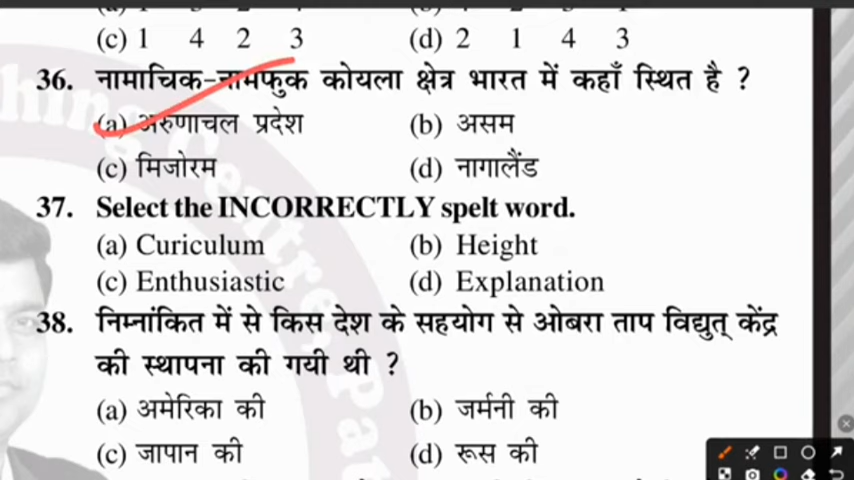 (c) 1 4 2 3 (d) 2 1 4 3
36. नामाचिक-नामफुक कोयला क्षेत्र भारत में कहाँ स्थित है ?
(a) अरुणाचल प्रदेश (b) असम
(c) मिजोरम (d) नागालैंड
37. Select the INCORRECTLY spelt word.
(a) Curiculum (b) Height
(c) Enthusiastic (d) Explanation
38. निम्नांकित में से किस देश के सहयोग से ओबरा ताप विद्युत् केंद्र
की स्थापना की गयी थी ?
(a) अमेरिका की (b) जर्मनी की
(c) जापान की (d) रूस की